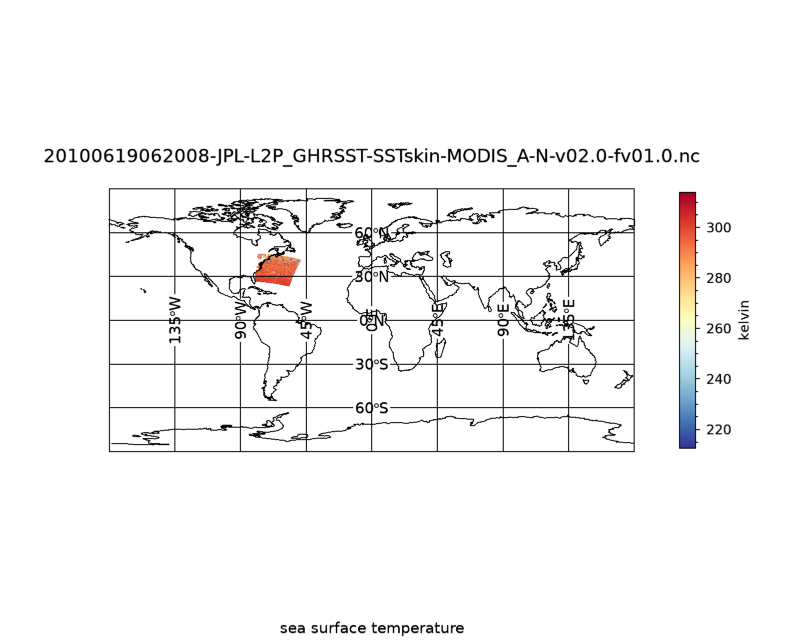 20100619062008-JPL-L2P_GHRSST-SSTskin-MODIS_A-N-v02.0-fv01.0.nc
60°N
30°N
0°N
30°S
60°S
135°W
90°W
45°W
0°E
45°E
90°E
135°E
300
280
260
240
220
kelvin
sea surface temperature